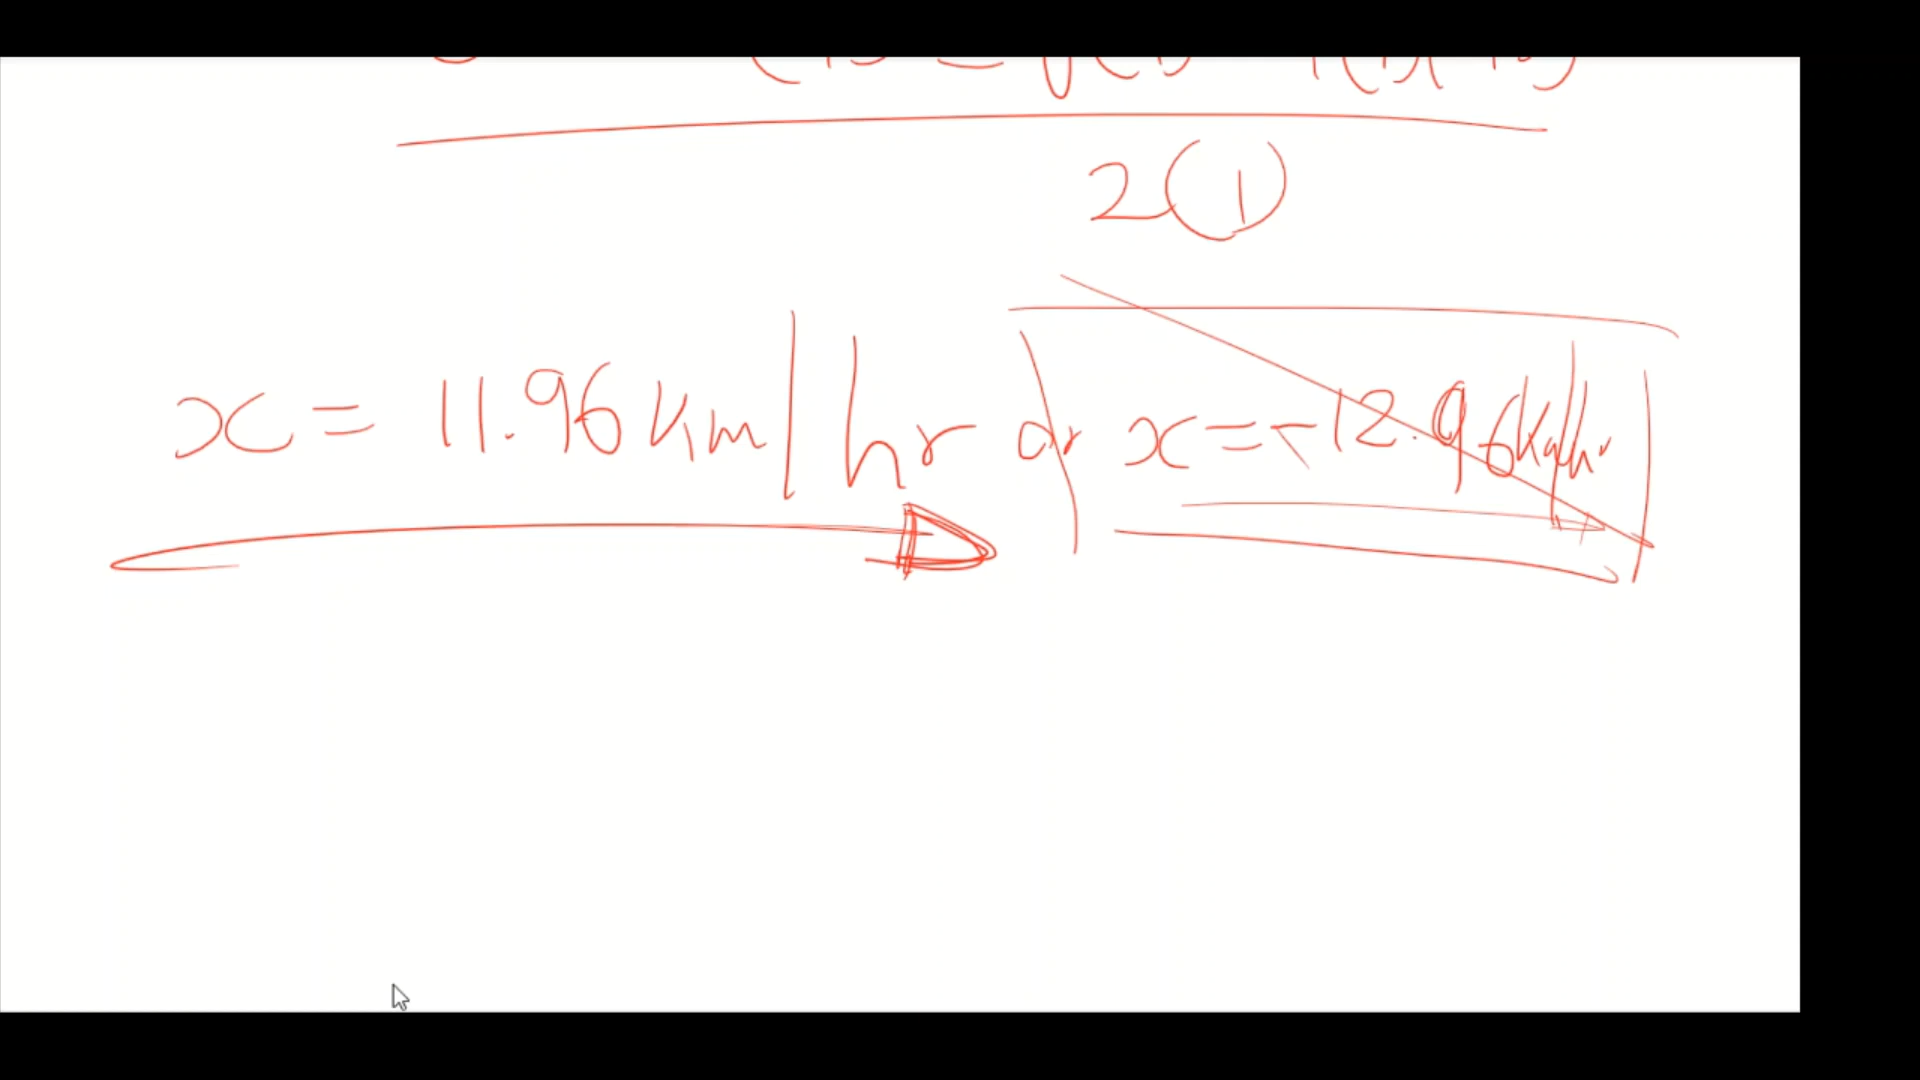 2(1)
x = 11.96 km/hr or x = -12.96 km/hr